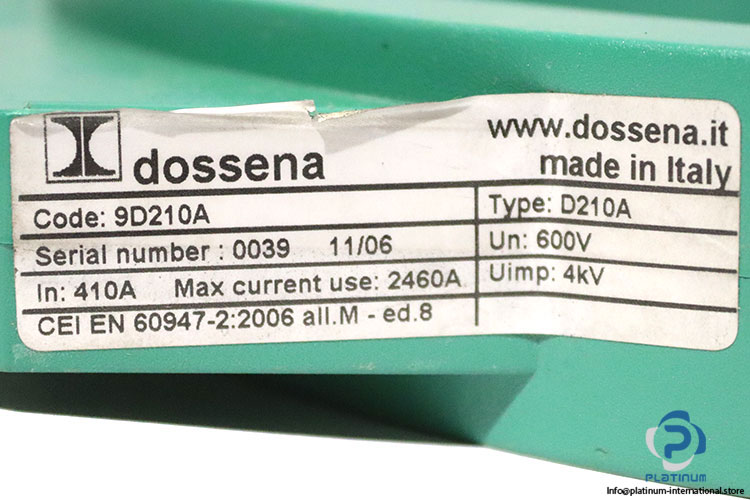 dossena
www.dossena.it
made in Italy
Code: 9D210A
Type: D210A
Serial number : 0039 11/06
Un: 600V
In: 410A Max current use: 2460A
Uimp: 4kV
CEI EN 60947-2:2006 all.M - ed.8
PLATINUM
Info@platinum-international.store